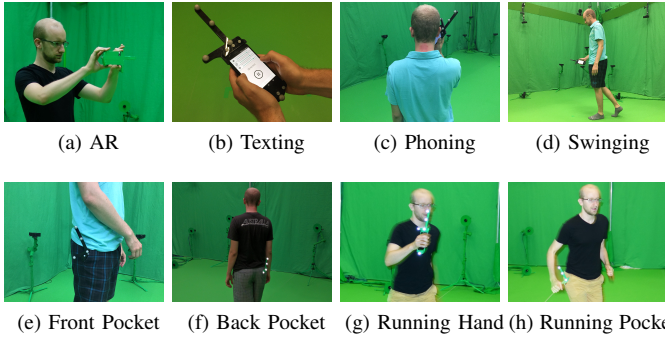 (a) AR
(b) Texting
(c) Phoning
(d) Swinging
(e) Front Pocket
(f) Back Pocket
(g) Running Hand
(h) Running Pocke